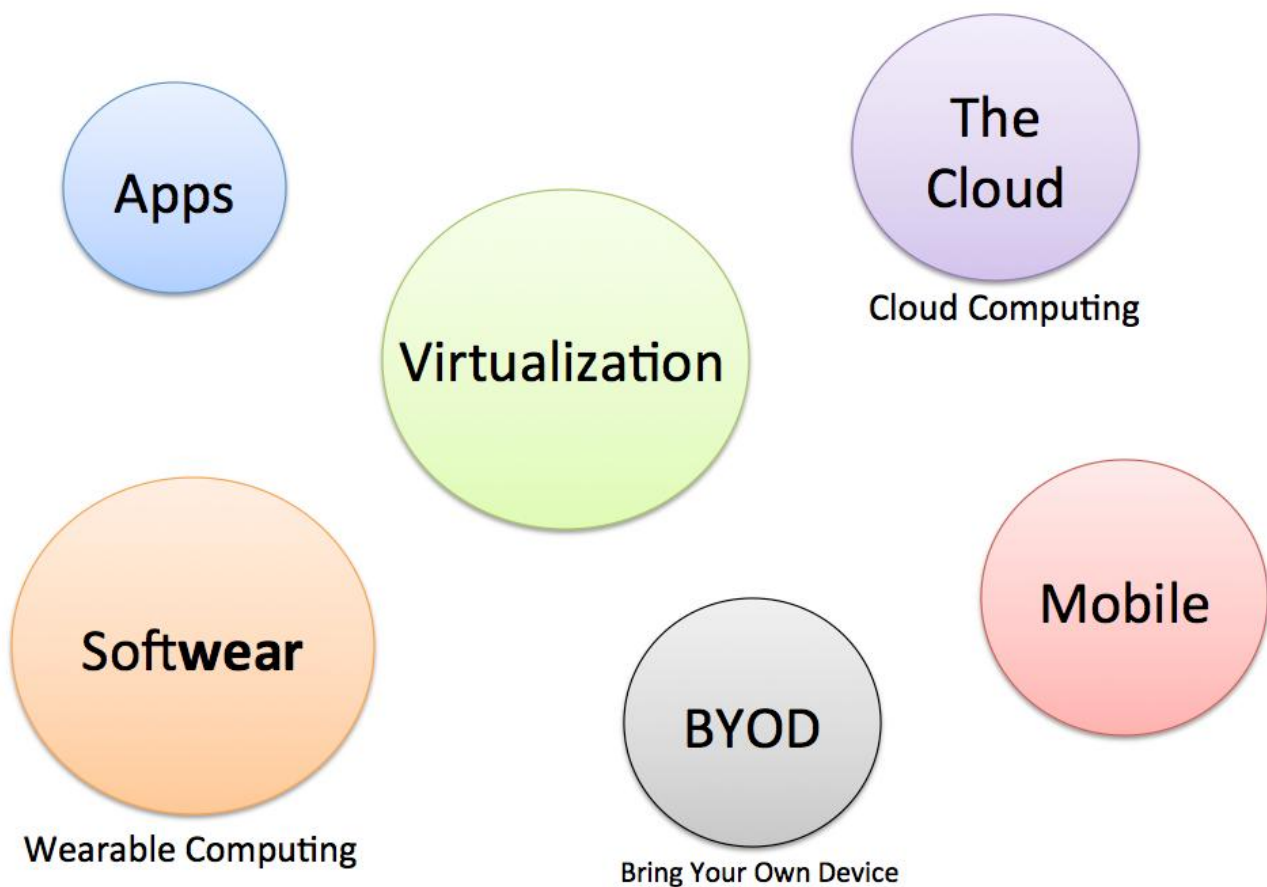 Apps
The
Cloud
Cloud Computing
Virtualization
Softwear
Wearable Computing
BYOD
Bring Your Own Device
Mobile